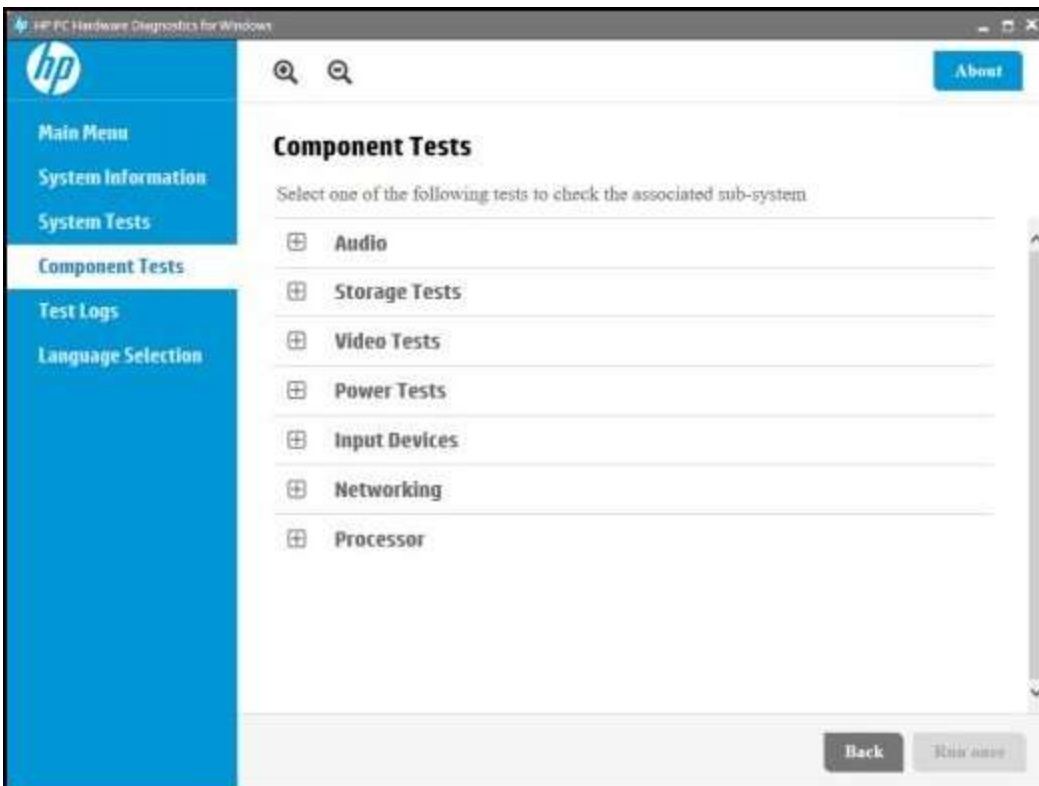 HP PC Hardware Diagnostics for Windows
hp
About
Main Menu
System Information
System Tests
Component Tests
Test Logs
Language Selection
Component Tests
Select one of the following tests to check the associated sub-system
Audio
Storage Tests
Video Tests
Power Tests
Input Devices
Networking
Processor
Back
Run once